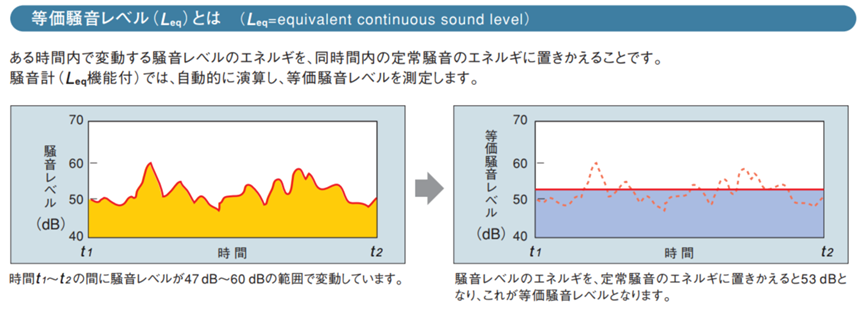 等価騒音レベル(Leq)とは （Leq=equivalent continuous sound level）
ある時間内で変動する騒音レベルのエネルギを、同時間内の定常騒音のエネルギに置きかえることです。
騒音計(Leq機能付)では、自動的に演算し、等価騒音レベルを測定します。
70
60
50
40
騒音レベル
(dB)
t1
時間
t2
時間t1～t2の間に騒音レベルが47 dB～60 dBの範囲で変動しています。
70
60
50
40
等価騒音レベル
(dB)
t1
時間
t2
騒音レベルのエネルギを、定常騒音のエネルギに置きかえると53 dBと
なり、これが等価騒音レベルとなります。